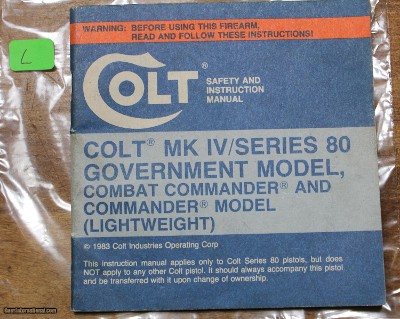 WARNING: BEFORE USING THIS FIREARM,
READ AND FOLLOW THESE INSTRUCTIONS!
L
COLT®
SAFETY AND
INSTRUCTION
MANUAL
COLT® MK IV/SERIES 80
GOVERNMENT MODEL,
COMBAT COMMANDER® AND
COMMANDER® MODEL
(LIGHTWEIGHT)
© 1983 Colt Industries Operating Corp
This instruction manual applies only to Colt Series 80 pistols, but does
NOT apply to any other Colt pistol. It should always accompany this pistol
and be transferred with it upon change of ownership.